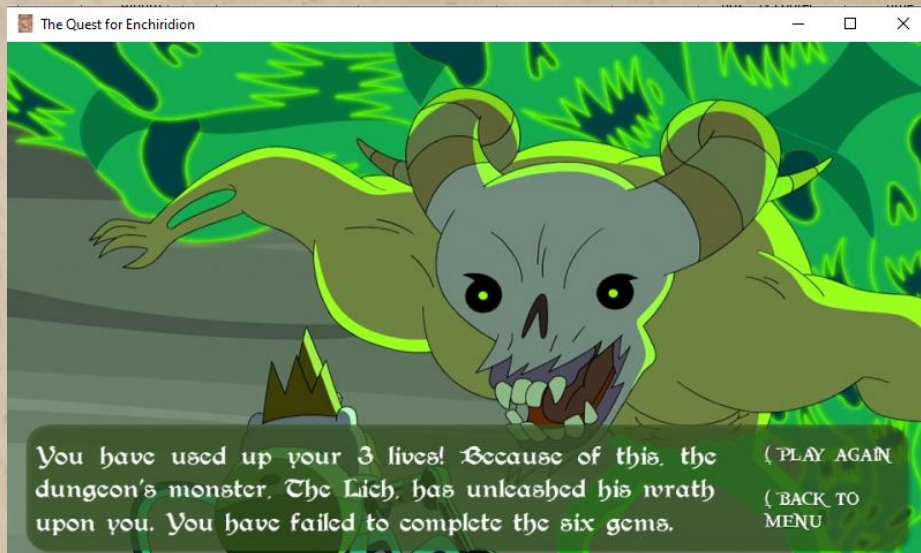 The Quest for Enchiridion
You have used up your 3 lives! Because of this, the
dungeon's monster, The Lich, has unleashed his wrath
upon you. You have failed to complete the six gems.
( PLAY AGAIN
( BACK TO
MENU